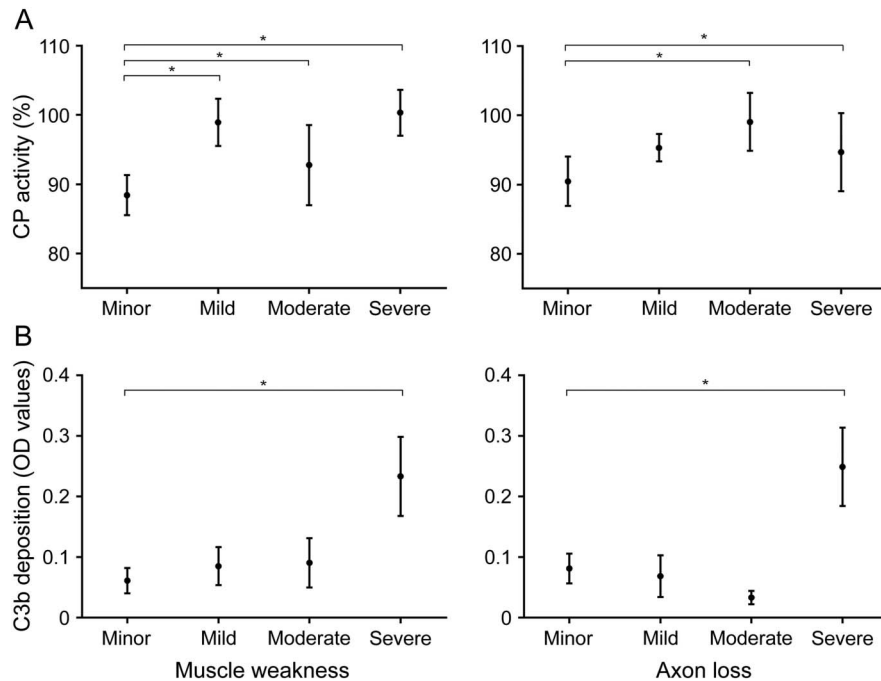 A
CP activity (%)
110
100
90
80
*
*
*
Minor Mild Moderate Severe
110
100
90
80
*
*
Minor Mild Moderate Severe
B
C3b deposition (OD values)
0.4
0.3
0.2
0.1
0
*
Minor Mild Moderate Severe
Muscle weakness
0.4
0.3
0.2
0.1
0
*
Minor Mild Moderate Severe
Axon loss